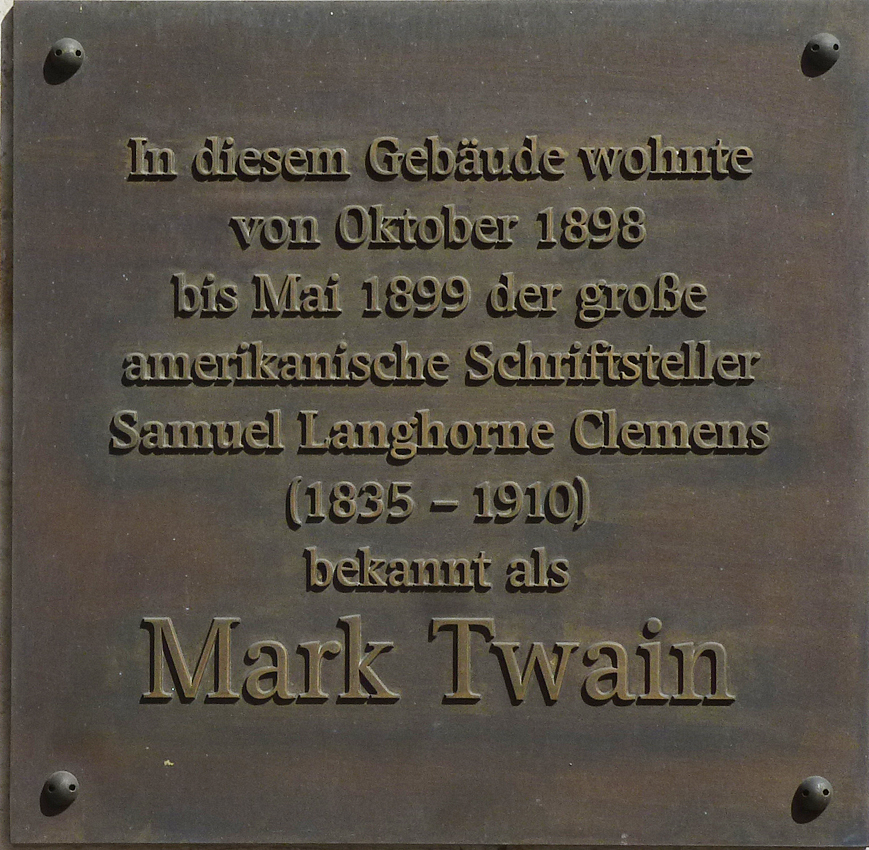 In diesem Gebäude wohnte
von Oktober 1898
bis Mai 1899 der große
amerikanische Schriftsteller
Samuel Langhorne Clemens
(1835 – 1910)
bekannt als
Mark Twain